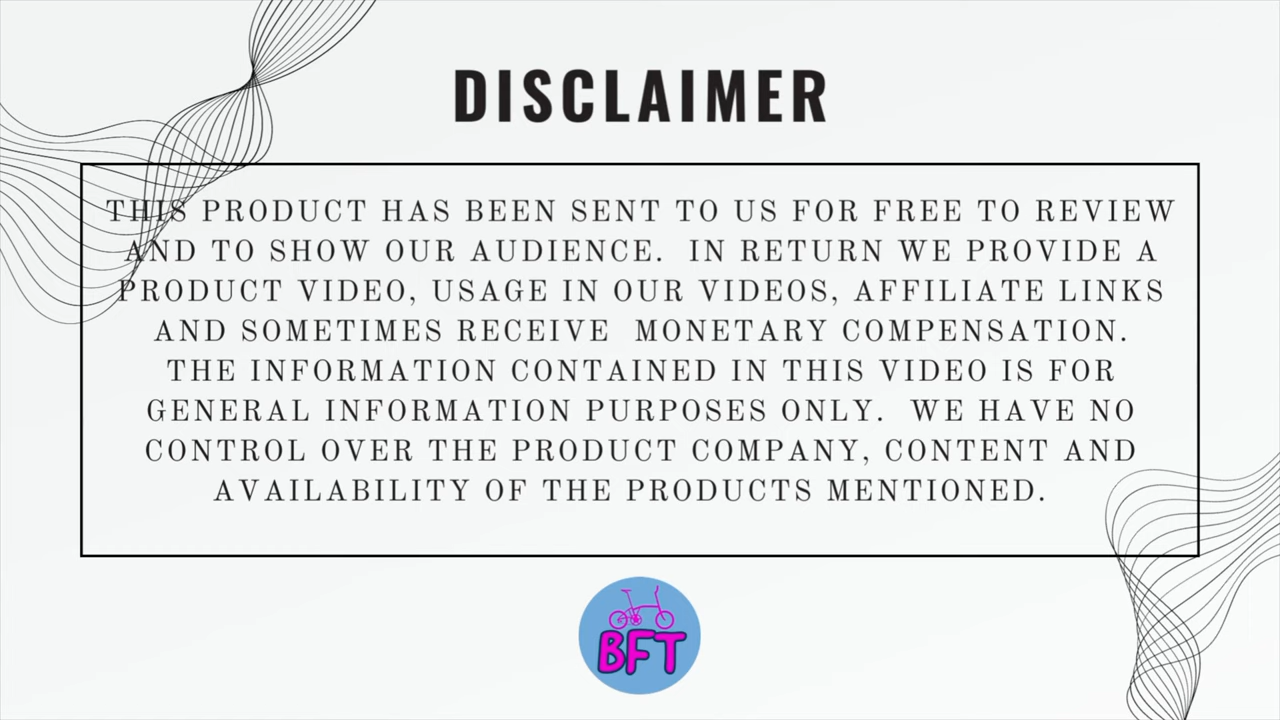 DISCLAIMER
THIS PRODUCT HAS BEEN SENT TO US FOR FREE TO REVIEW
AND TO SHOW OUR AUDIENCE. IN RETURN WE PROVIDE A
PRODUCT VIDEO, USAGE IN OUR VIDEOS, AFFILIATE LINKS
AND SOMETIMES RECEIVE MONETARY COMPENSATION.
THE INFORMATION CONTAINED IN THIS VIDEO IS FOR
GENERAL INFORMATION PURPOSES ONLY. WE HAVE NO
CONTROL OVER THE PRODUCT COMPANY, CONTENT AND
AVAILABILITY OF THE PRODUCTS MENTIONED.
BFT